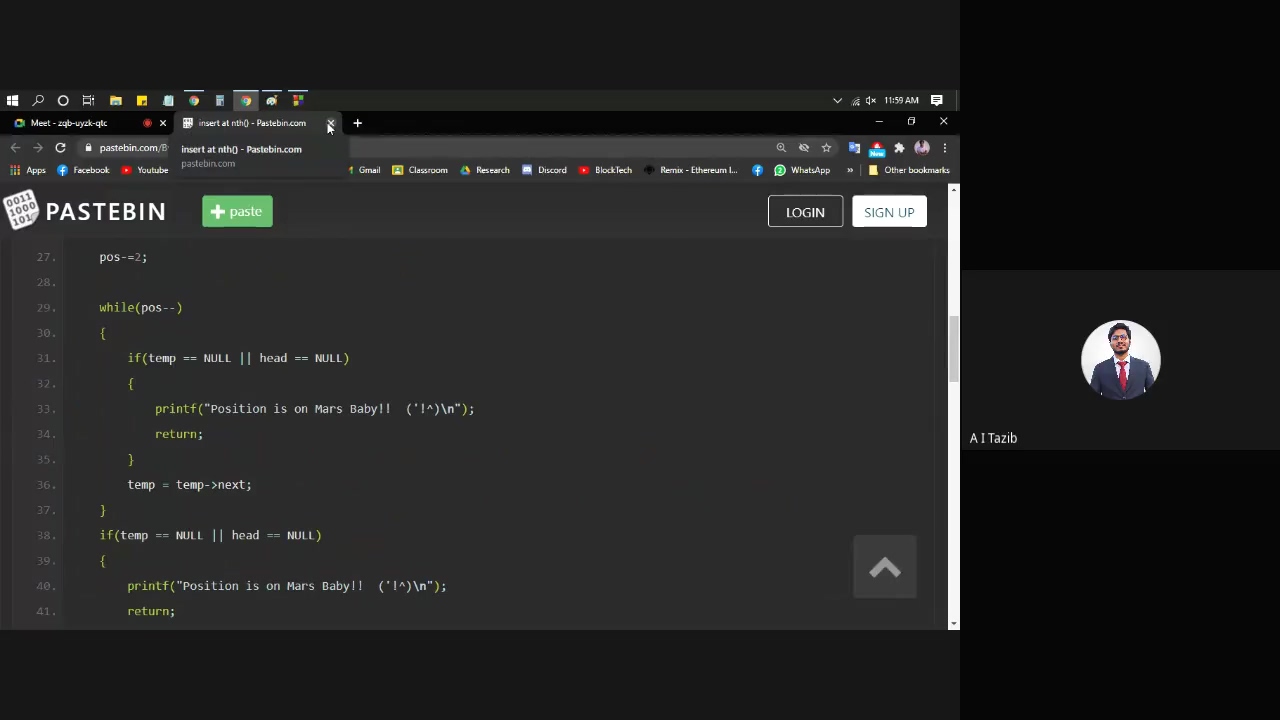 11:59 AM
Meet - zqb-uyzk-qtc
insert at nth() - Pastebin.com
pastebin.com/B
insert at nth() - Pastebin.com
pastebin.com
New
Apps
Facebook
Youtube
Gmail
Classroom
Research
Discord
BlockTech
Remix - Ethereum I...
WhatsApp
»
Other bookmarks
0011
1000
101
PASTEBIN
+ paste
LOGIN
SIGN UP
27. pos-=2;
28.
29. while(pos--)
30. {
31. if(temp == NULL || head == NULL)
32. {
33. printf("Position is on Mars Baby!! ('!^)\n");
34. return;
35. }
36. temp = temp->next;
37. }
38. if(temp == NULL || head == NULL)
39. {
40. printf("Position is on Mars Baby!! ('!^)\n");
41. return;
A I Tazib